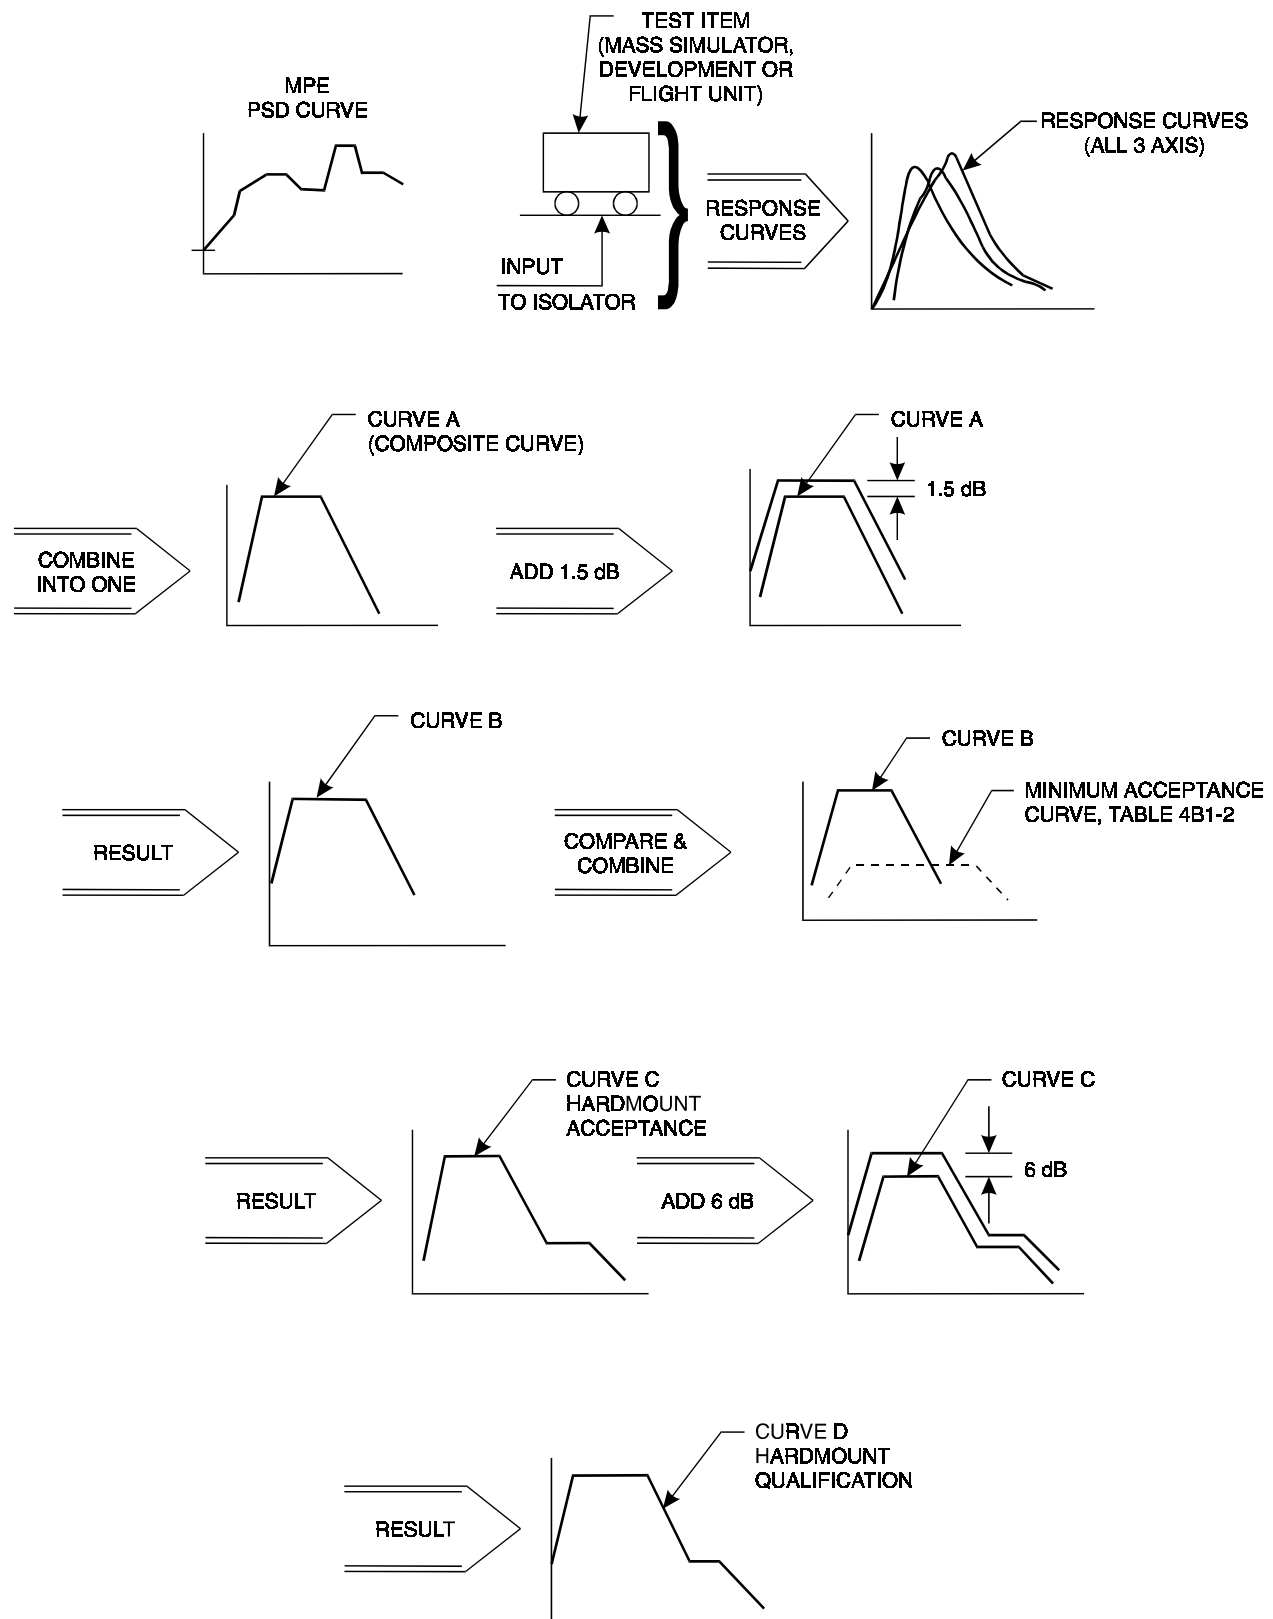 MPE
PSD CURVE
TEST ITEM
(MASS SIMULATOR,
DEVELOPMENT OR
FLIGHT UNIT)
INPUT
TO ISOLATOR
RESPONSE
CURVES
RESPONSE CURVES
(ALL 3 AXIS)
COMBINE
INTO ONE
CURVE A
(COMPOSITE CURVE)
ADD 1.5 dB
CURVE A
1.5 dB
RESULT
CURVE B
COMPARE &
COMBINE
CURVE B
MINIMUM ACCEPTANCE
CURVE, TABLE 4B1-2
RESULT
CURVE C
HARDMOUNT
ACCEPTANCE
ADD 6 dB
CURVE C
6 dB
RESULT
CURVE D
HARDMOUNT
QUALIFICATION